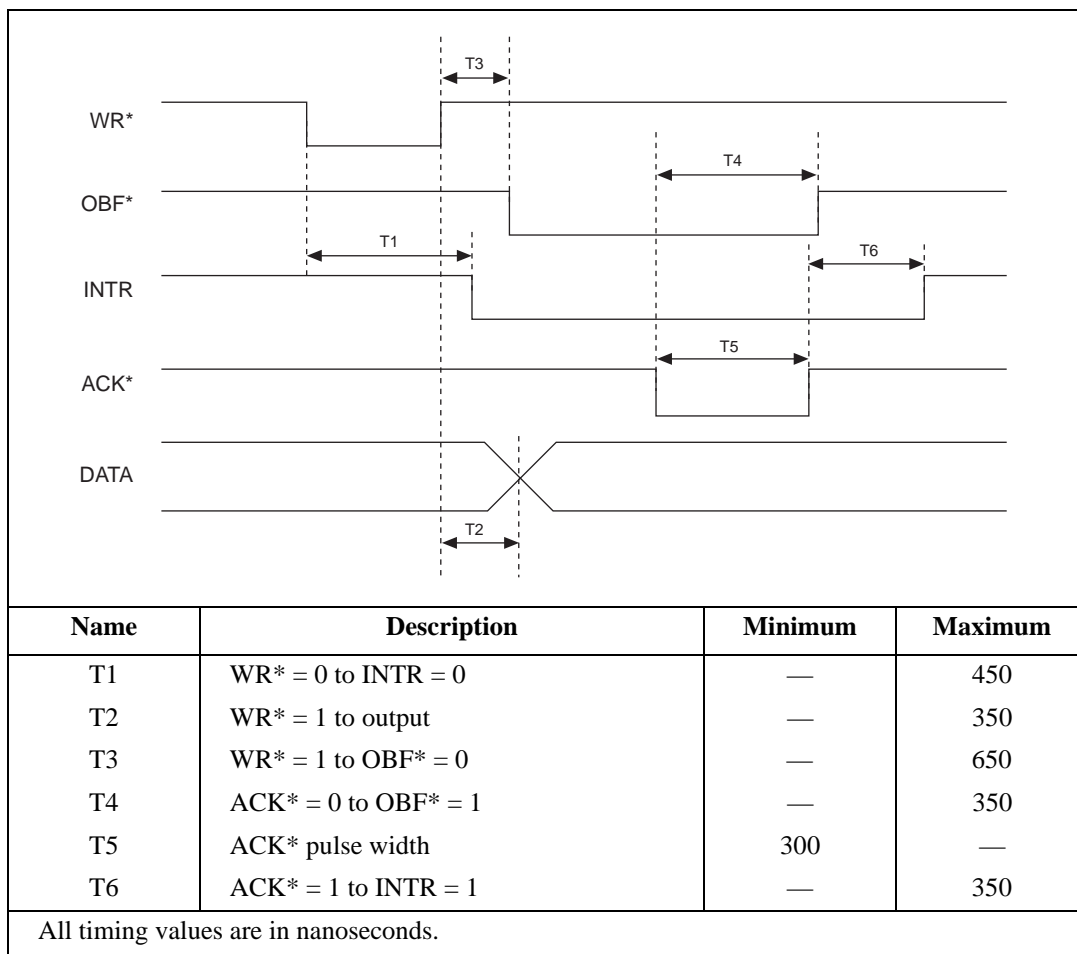 T3
WR*
T4
OBF*
T1
T6
INTR
T5
ACK*
DATA
T2
Name Description Minimum Maximum
T1 WR* = 0 to INTR = 0 — 450
T2 WR* = 1 to output — 350
T3 WR* = 1 to OBF* = 0 — 650
T4 ACK* = 0 to OBF* = 1 — 350
T5 ACK* pulse width 300 —
T6 ACK* = 1 to INTR = 1 — 350
All timing values are in nanoseconds.